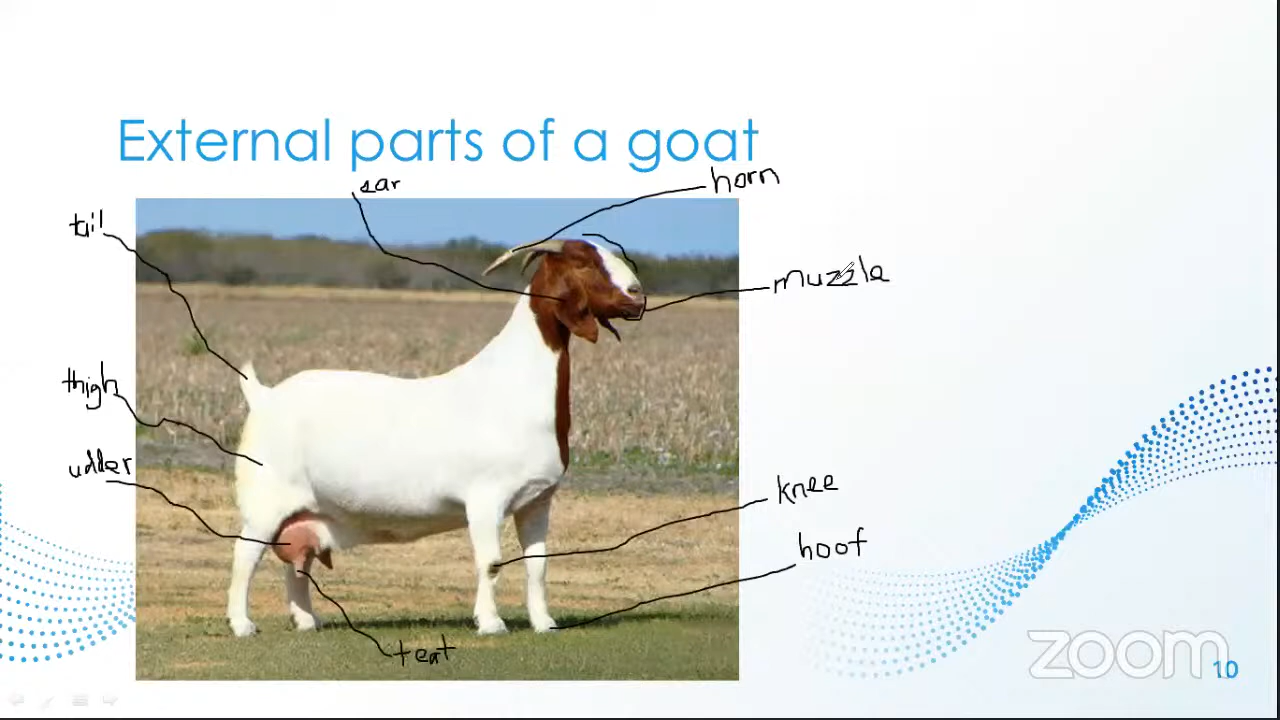 External parts of a goat
ear
horn
tail
muzzle
thigh
udder
knee
hoof
teat
zoom
10